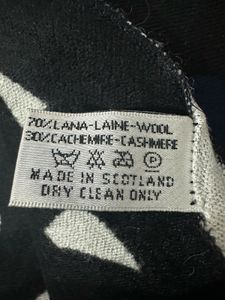 70%LANA-LAINE-WOOL
30%CACHEMIRE-CASHMERE
P
MADE IN SCOTLAND
DRY CLEAN ONLY